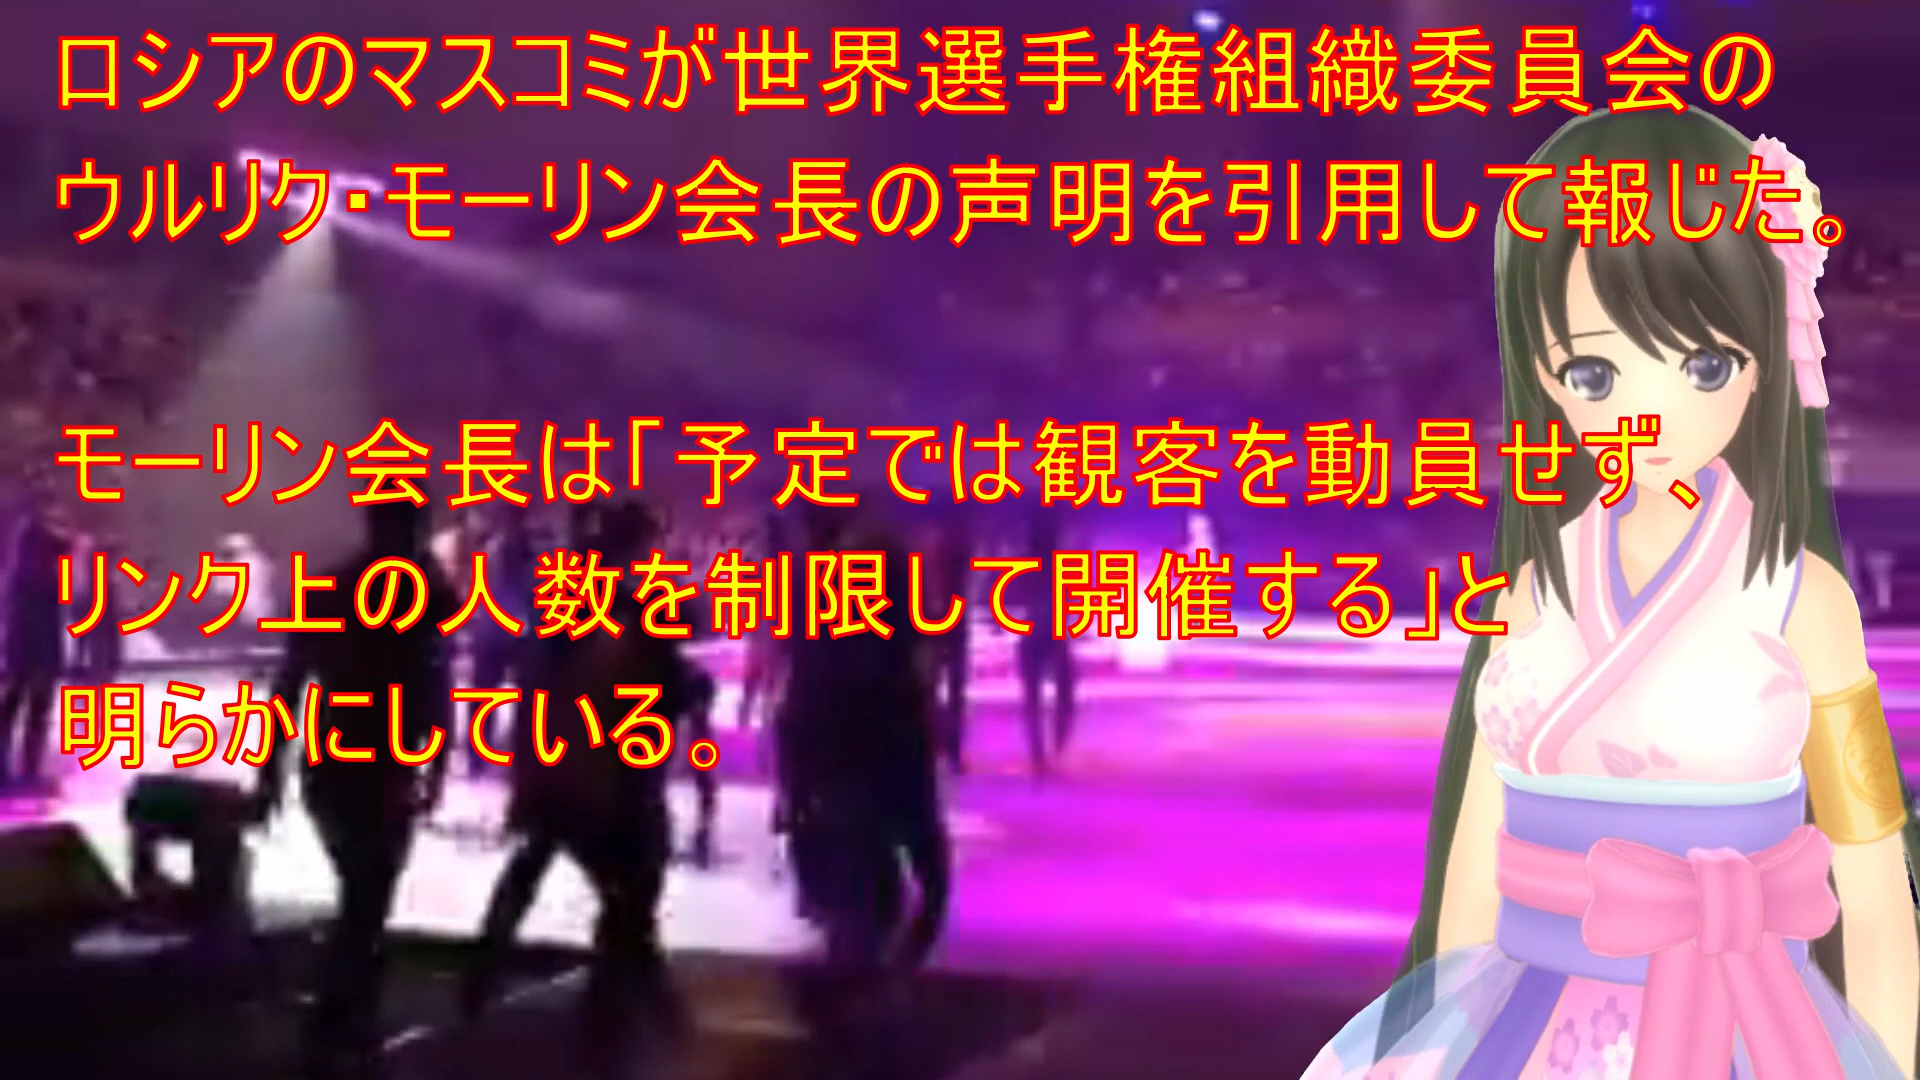 ロシアのマスコミが世界選手権組織委員会の
ウルリク・モーリン会長の声明を引用して報じた。
モーリン会長は「予定では観客を動員せず、
リンク上の人数を制限して開催する」と
明らかにしている。